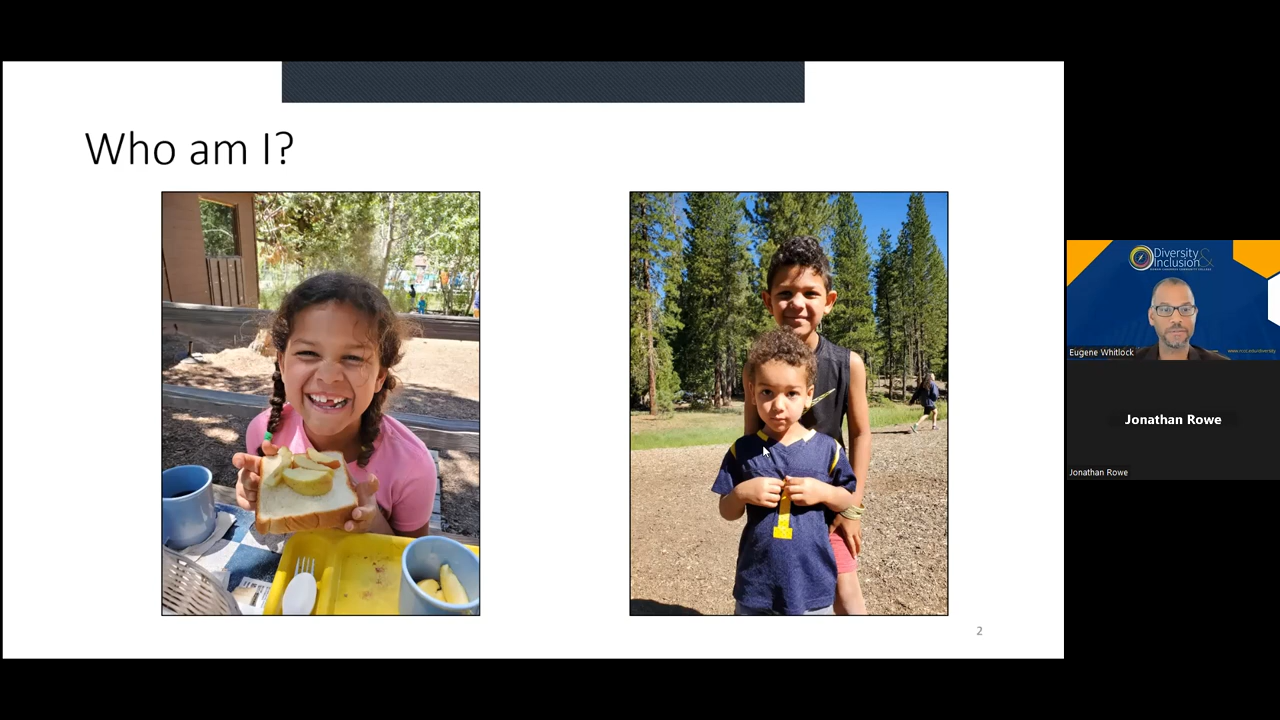 Who am I?
2
Diversity &
Inclusion
Eugene Whitlock
Jonathan Rowe
Jonathan Rowe